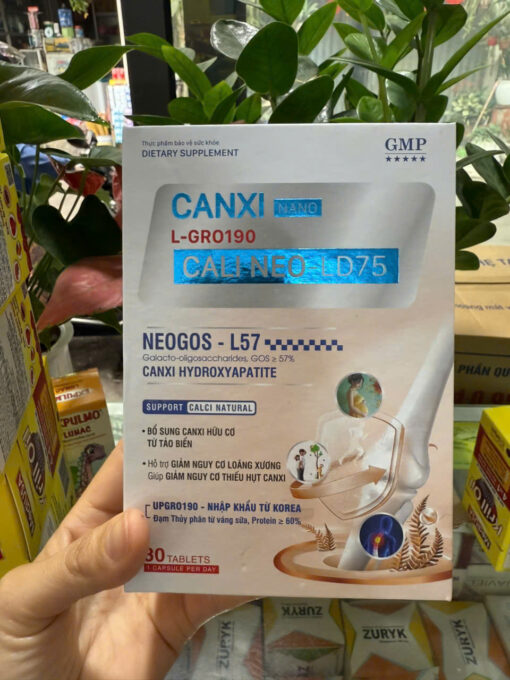 Thực phẩm bảo vệ sức khỏe
DIETARY SUPPLEMENT
GMP
★★★★★
CANXI NANO
L-GRO190
CALI NEO-LD75
NEOGOS - L57
Galacto-oligosaccharides, GOS ≥ 57%
CANXI HYDROXYAPATITE
SUPPORT CALCI NATURAL
• BỔ SUNG CANXI HỮU CƠ
TỪ TẢO BIỂN
• Hỗ trợ GIẢM NGUY CƠ LOÃNG XƯƠNG
Giúp GIẢM NGUY CƠ THIẾU HỤT CANXI
UPGRO190 - NHẬP KHẨU TỪ KOREA
Đạm Thủy phân từ váng sữa, Protein ≥ 60%
30 TABLETS
1 CAPSULE PER DAY
PULMO
LUMAC
PHÂN
ZURYK
ZURYK
ZURYK